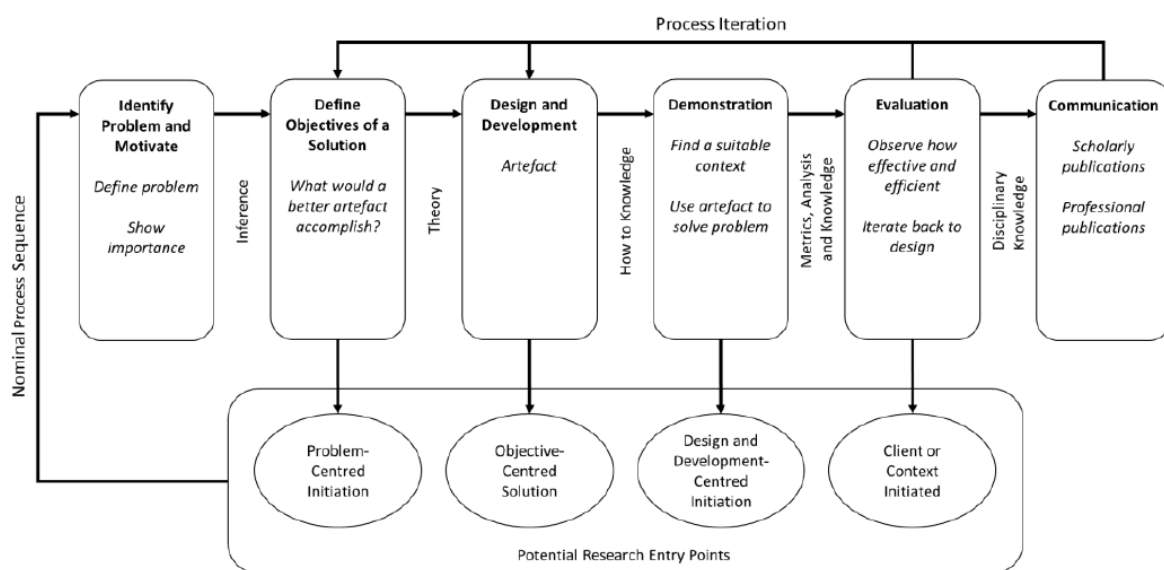 Process Iteration
Nominal Process Sequence
Identify
Problem and
Motivate
Define problem
Show
importance
Inference
Define
Objectives of a
Solution
What would a
better artefact
accomplish?
Theory
Design and
Development
Artefact
How to Knowledge
Demonstration
Find a suitable
context
Use artefact to
solve problem
Metrics, Analysis
and Knowledge
Evaluation
Observe how
effective and
efficient
Iterate back to
design
Disciplinary
Knowledge
Communication
Scholarly
publications
Professional
publications
Problem-
Centred
Initiation
Objective-
Centred
Solution
Design and
Development-
Centred
Initiation
Client or
Context
Initiated
Potential Research Entry Points